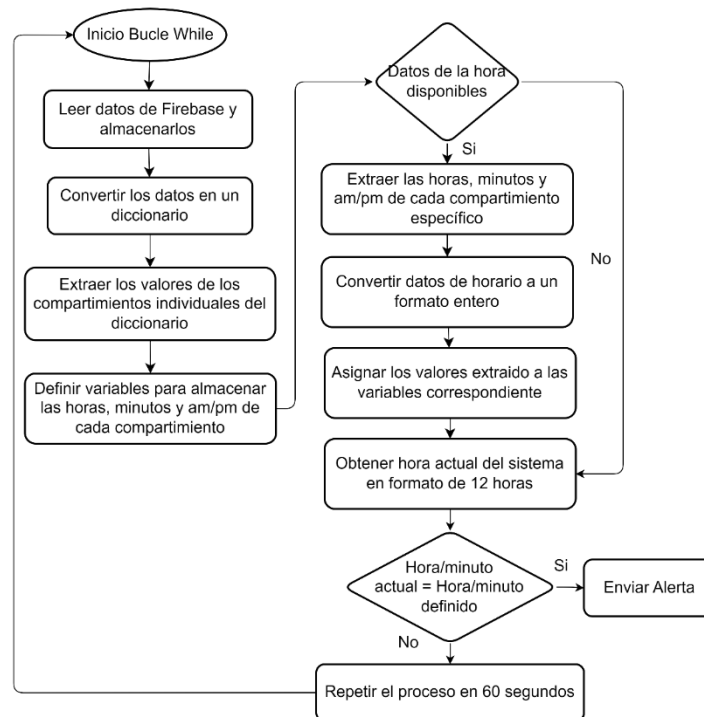 Inicio Bucle While
Leer datos de Firebase y
almacenarlos
Convertir los datos en un
diccionario
Extraer los valores de los
compartimientos individuales del
diccionario
Definir variables para almacenar
las horas, minutos y am/pm de
cada compartimiento
Datos de la hora
disponibles
Si
No
Extraer las horas, minutos y
am/pm de cada compartimiento
específico
Convertir datos de horario a un
formato entero
Asignar los valores extraido a las
variables correspondiente
Obtener hora actual del sistema
en formato de 12 horas
Hora/minuto
actual = Hora/minuto
definido
Si
Enviar Alerta
No
Repetir el proceso en 60 segundos